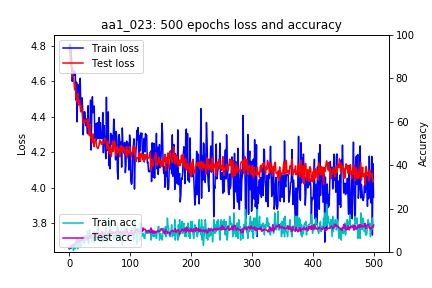 aa1_023: 500 epochs loss and accuracy
Train loss
Test loss
Train acc
Test acc
Loss
4.8
4.6
4.4
4.2
4.0
3.8
Accuracy
100
80
60
40
20
0
0
100
200
300
400
500